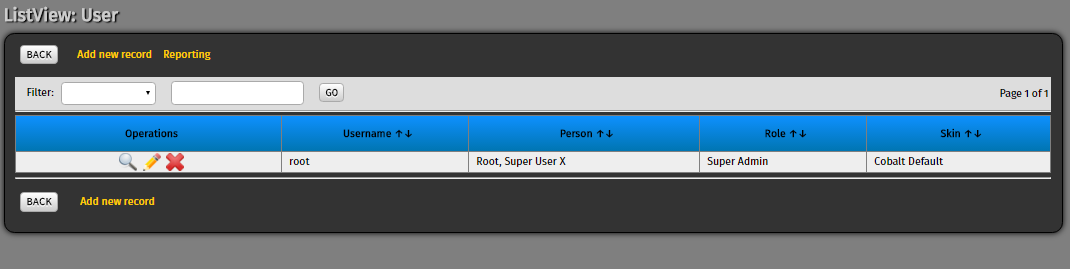 ListView: User
BACK Add new record Reporting
Filter: GO Page 1 of 1
Operations Username ↑↓ Person ↑↓ Role ↑↓ Skin ↑↓
root Root, Super User X Super Admin Cobalt Default
BACK Add new record